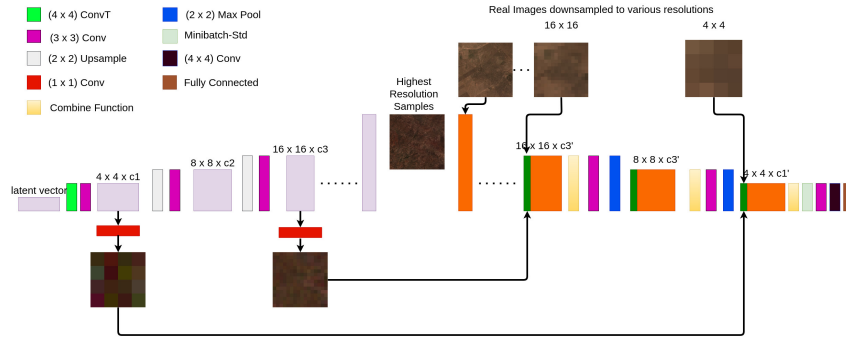 Real Images downsampled to various resolutions
(4 x 4) ConvT
(2 x 2) Max Pool
16 x 16
4 x 4
(3 x 3) Conv
Minibatch-Std
(2 x 2) Upsample
(4 x 4) Conv
(1 x 1) Conv
Fully Connected
Combine Function
Highest
Resolution
Samples
16 x 16 x c3
16 x 16 x c3'
8 x 8 x c2
8 x 8 x c3'
4 x 4 x c1
4 x 4 x c1'
latent vector